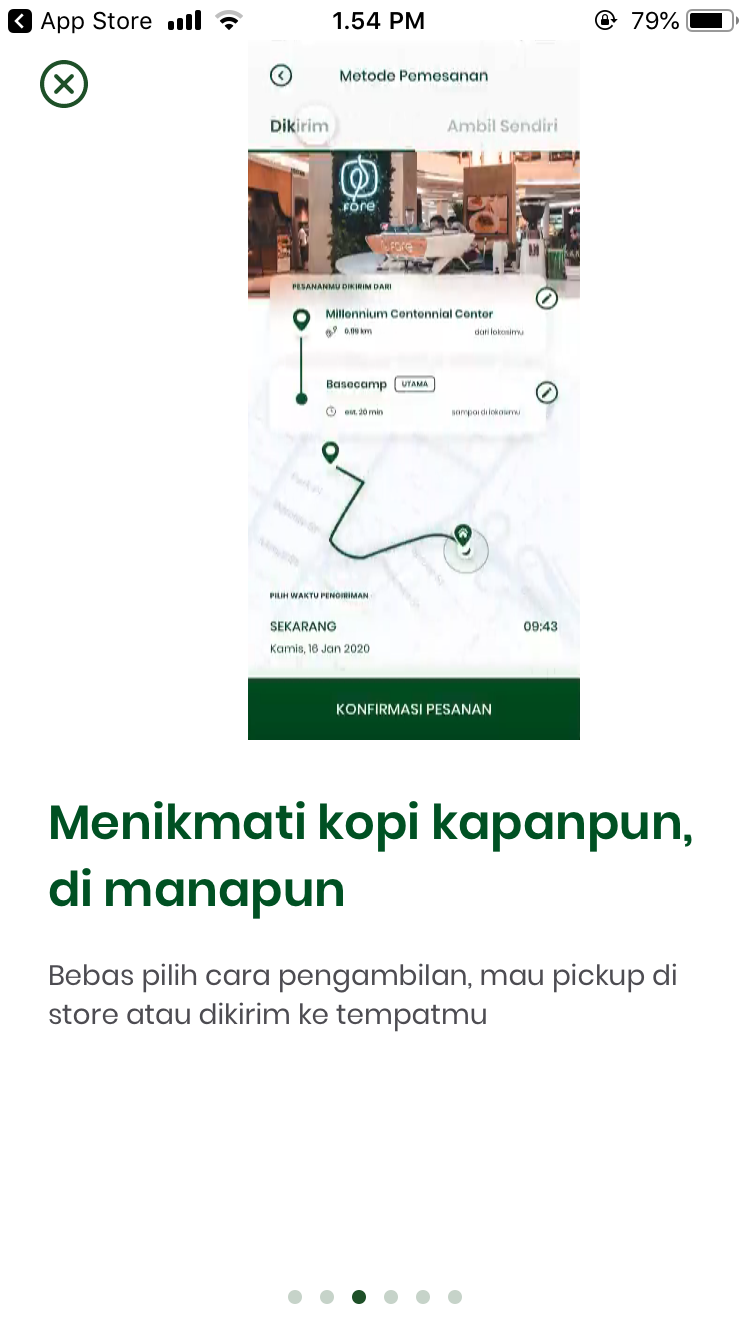 App Store
1.54 PM
79%
Metode Pemesanan
Dikirim
Ambil Sendiri
FORE
FORE
PESANANMU DIKIRIM DARI
Millennium Centennial Center
0.99 km
dari lokasimu
Basecamp
UTAMA
est. 20 min
sampai di lokasimu
PILIH WAKTU PENGIRIMAN
SEKARANG
09:43
Kamis, 16 Jan 2020
KONFIRMASI PESANAN
Menikmati kopi kapanpun,
di manapun
Bebas pilih cara pengambilan, mau pickup di
store atau dikirim ke tempatmu